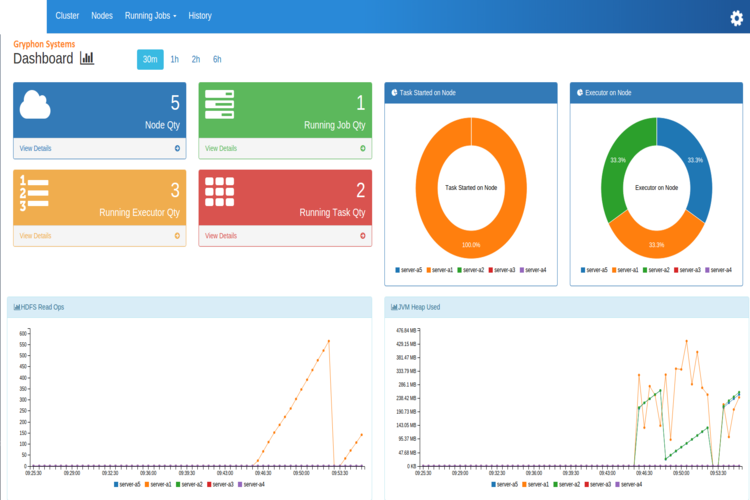 Cluster Nodes Running Jobs History
Gryphon Systems
Dashboard
30m 1h 2h 6h
5
Node Qty
View Details
1
Running Job Qty
View Details
3
Running Executor Qty
View Details
2
Running Task Qty
View Details
Task Started on Node
Task Started on Node
100.0%
server-a5 server-a1 server-a2 server-a3 server-a4
Executor on Node
33.3%
33.3%
Executor on Node
33.3%
server-a5 server-a1 server-a2 server-a3 server-a4
HDFS Read Ops
600
550
500
450
400
350
300
250
200
150
100
50
0
09:25:30 09:29:00 09:32:30 09:36:00 09:39:30 09:43:00 09:46:30 09:50:00 09:53:30
server-a5 server-a1 server-a2 server-a3 server-a4
JVM Heap Used
476.84 MB
429.15 MB
381.47 MB
333.79 MB
286.1 MB
238.42 MB
190.73 MB
143.05 MB
95.37 MB
47.68 MB
0 KB
09:25:30 09:29:00 09:32:30 09:36:00 09:39:30 09:43:00 09:46:30 09:50:00 09:53:30
server-a5 server-a1 server-a2 server-a3 server-a4